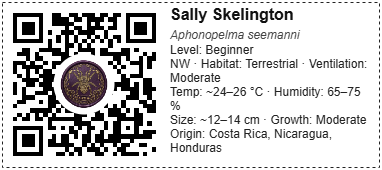 Sally Skelington
Aphonopelma seemanni
Level: Beginner
NW · Habitat: Terrestrial · Ventilation:
Moderate
Temp: ~24–26 °C · Humidity: 65–75
%
Size: ~12–14 cm · Growth: Moderate
Origin: Costa Rica, Nicaragua,
Honduras